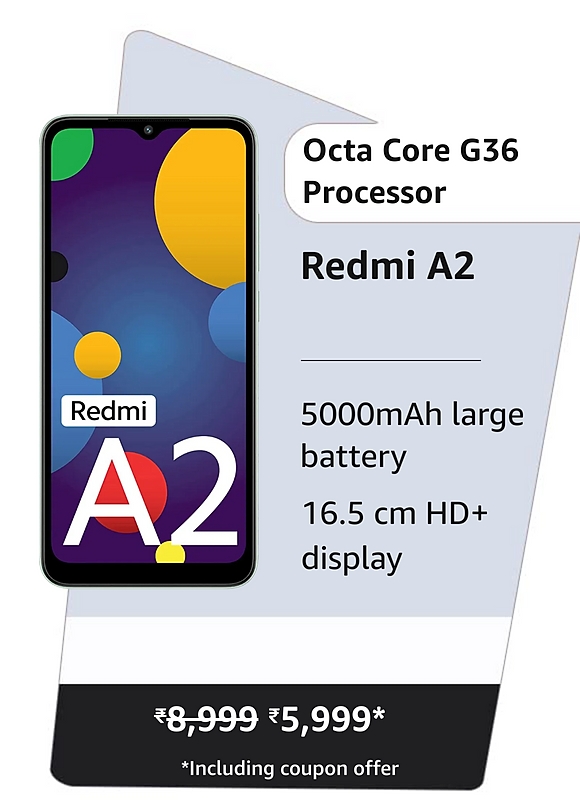 Octa Core G36
Processor
Redmi A2
Redmi
A2
5000mAh large
battery
16.5 cm HD+
display
₹8,999 ₹5,999*
*Including coupon offer